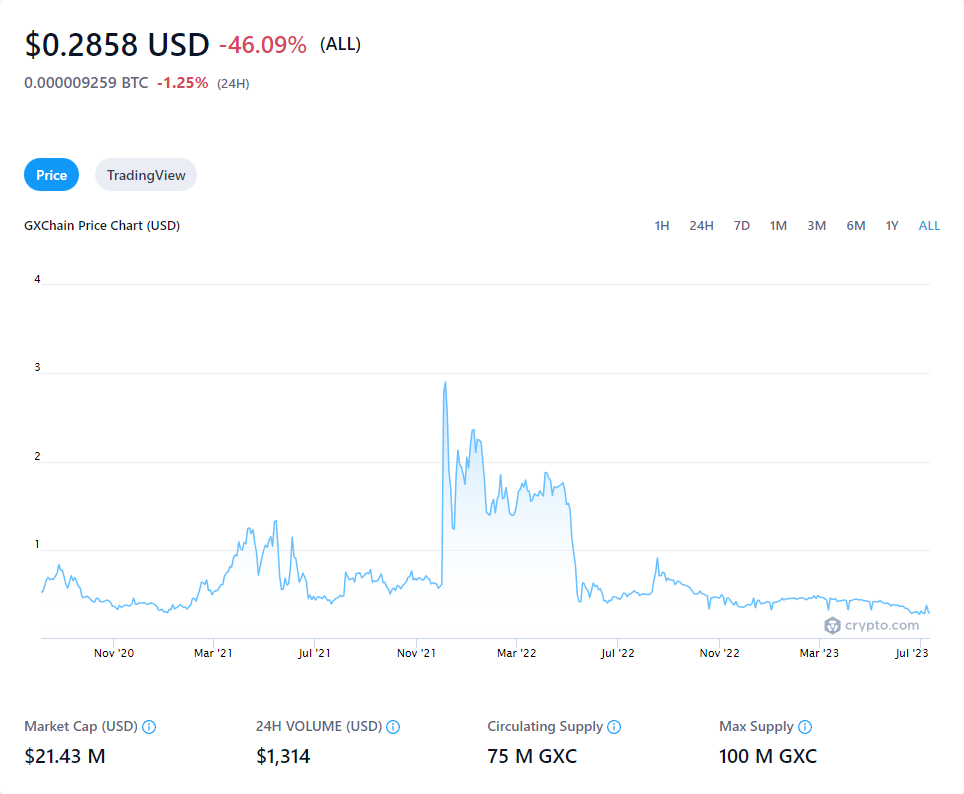 $0.2858 USD -46.09% (ALL)
0.000009259 BTC -1.25% (24H)
Price TradingView
GXChain Price Chart (USD) 1H 24H 7D 1M 3M 6M 1Y ALL
4
3
2
1
crypto.com
Nov '20 Mar '21 Jul '21 Nov '21 Mar '22 Jul '22 Nov '22 Mar '23 Jul '23
Market Cap (USD) 24H VOLUME (USD) Circulating Supply Max Supply
$21.43 M $1,314 75 M GXC 100 M GXC